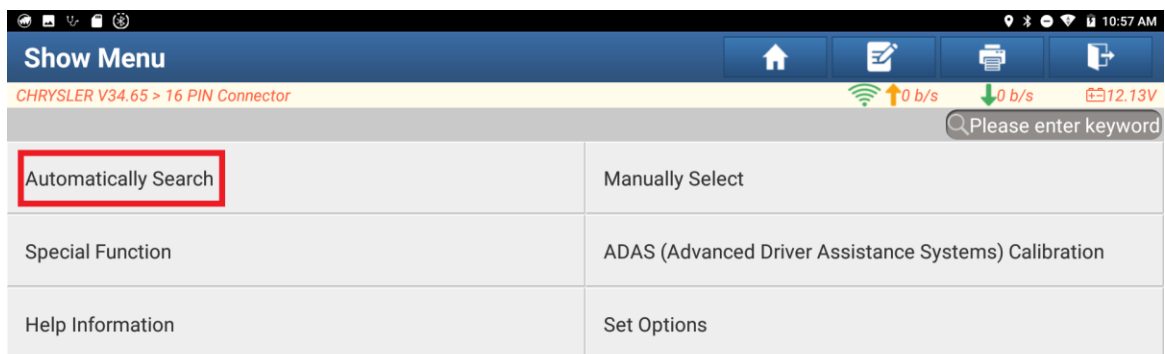 10:57 AM
Show Menu
CHRYSLER V34.65 > 16 PIN Connector
0 b/s
0 b/s
12.13V
Please enter keyword
Automatically Search
Manually Select
Special Function
ADAS (Advanced Driver Assistance Systems) Calibration
Help Information
Set Options